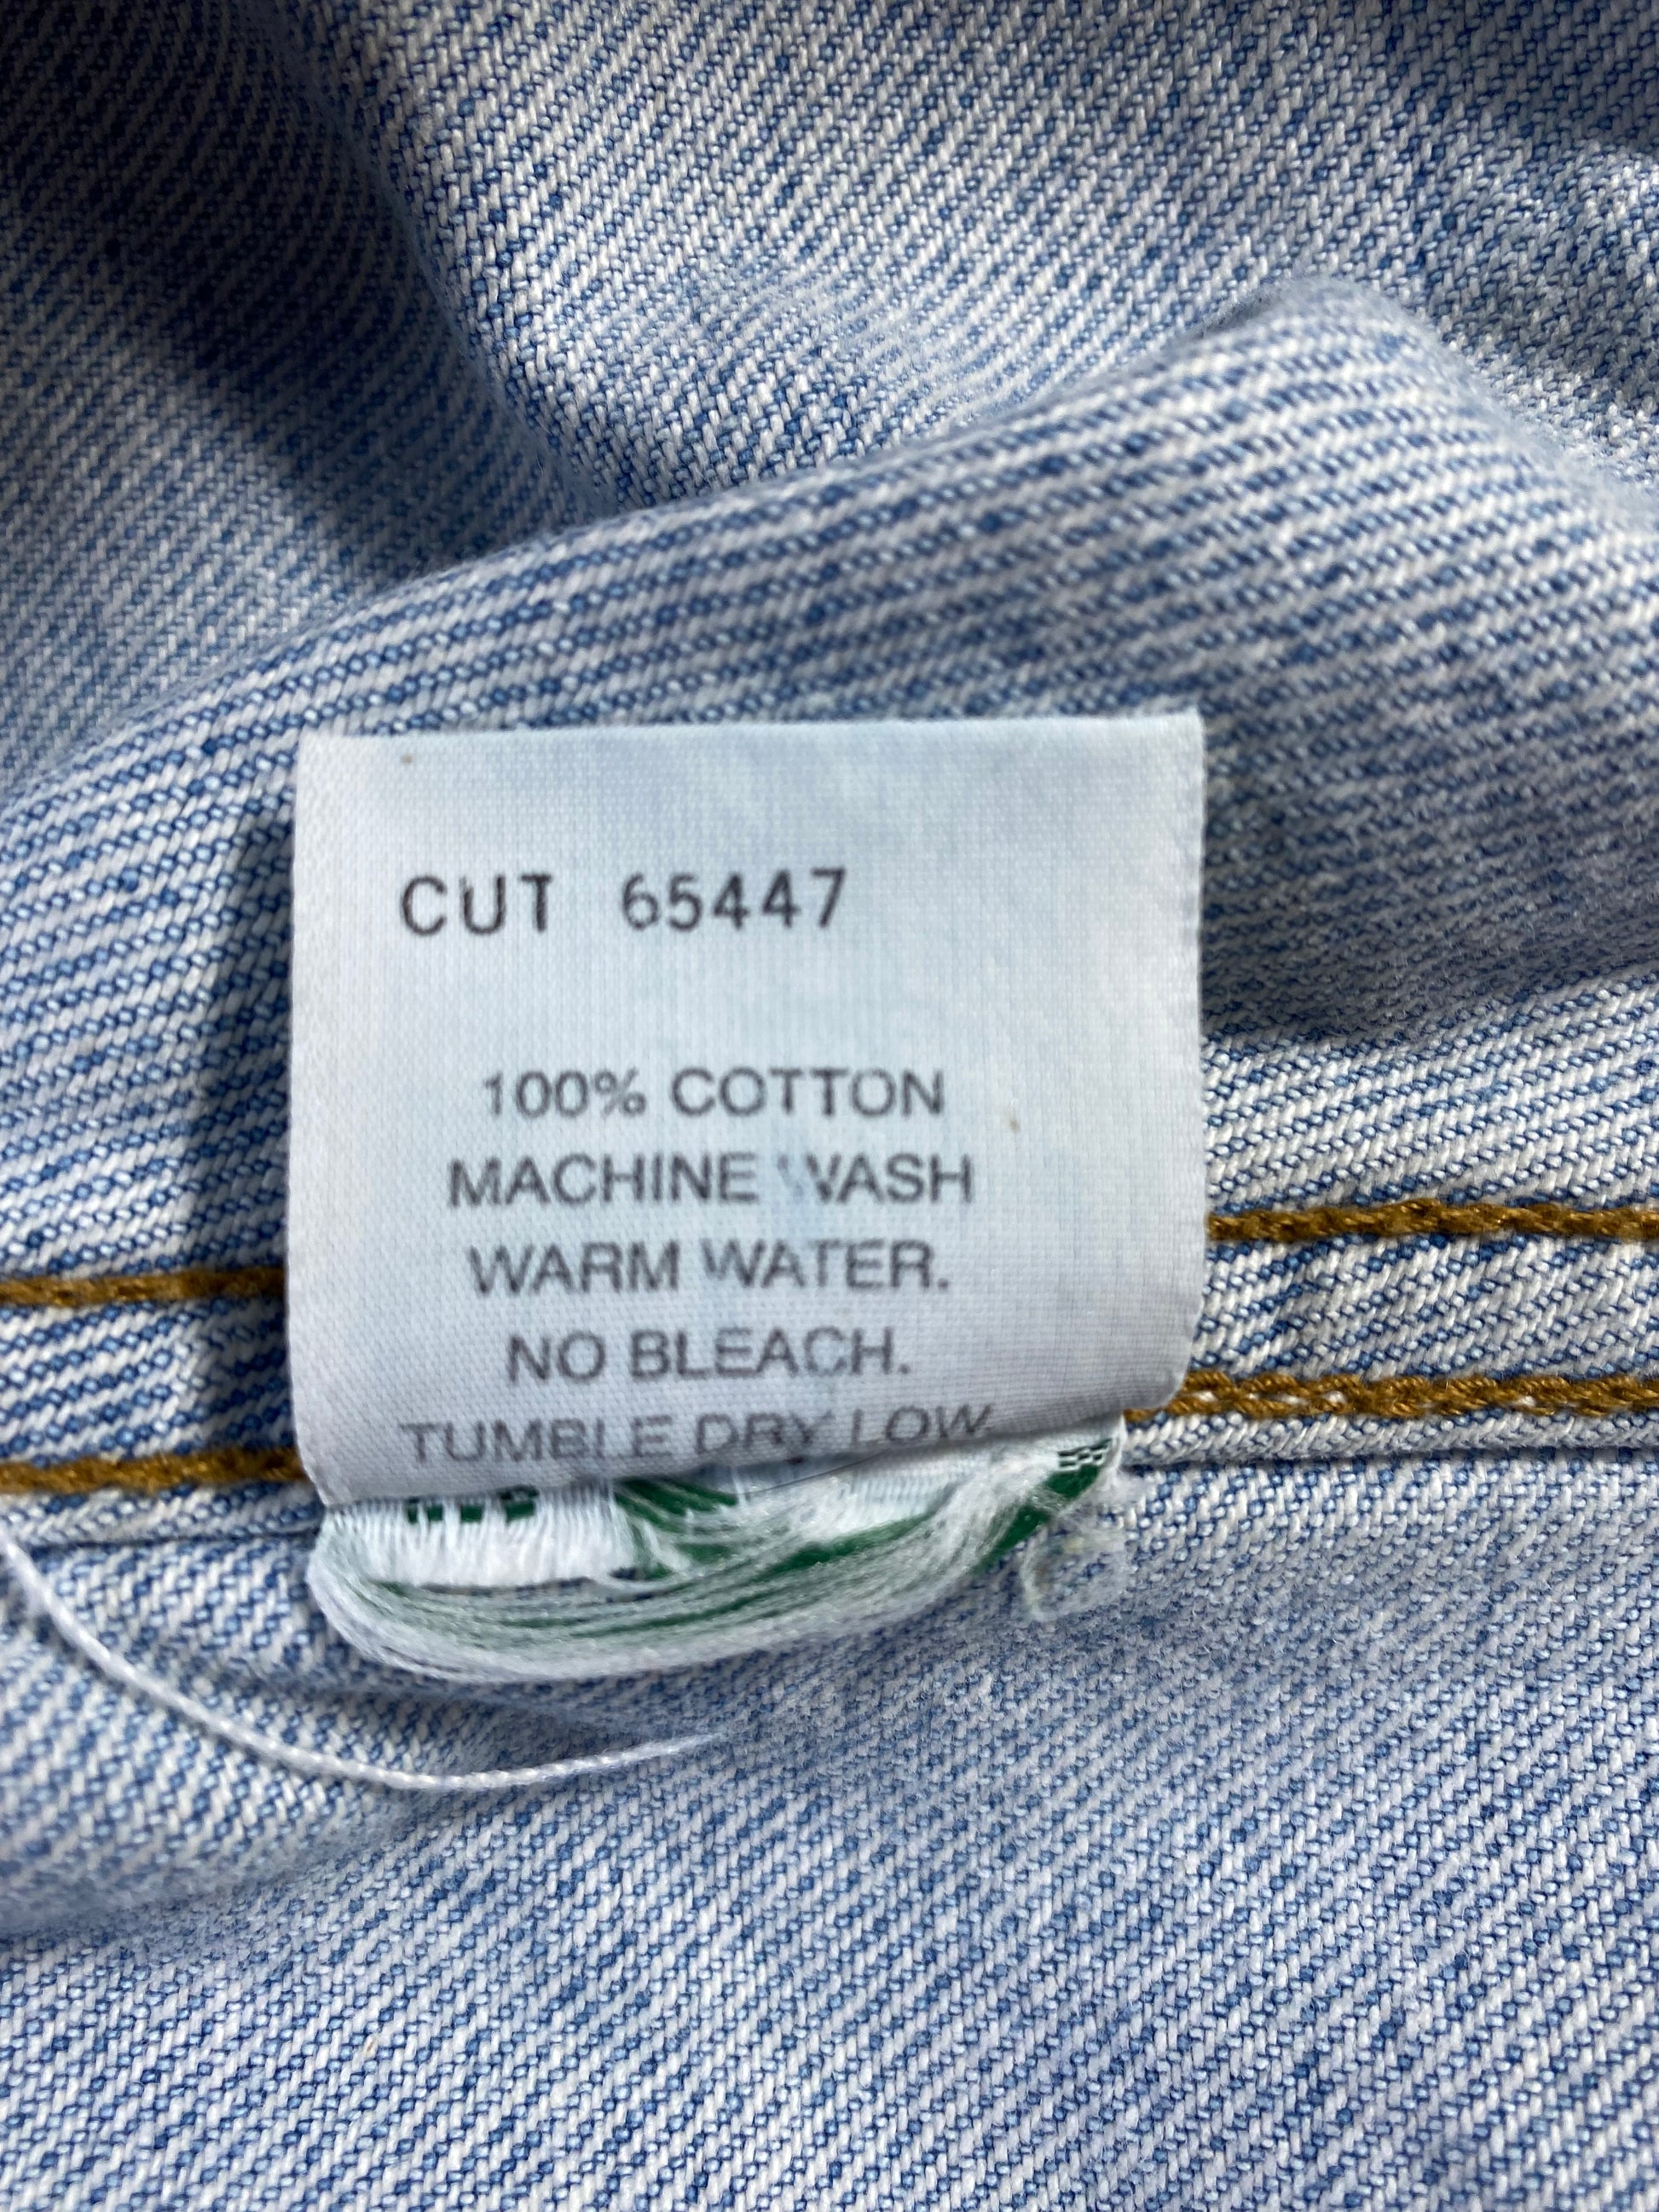 CUT 65447
100% COTTON
MACHINE WASH
WARM WATER.
NO BLEACH.
TUMBLE DRY LOW